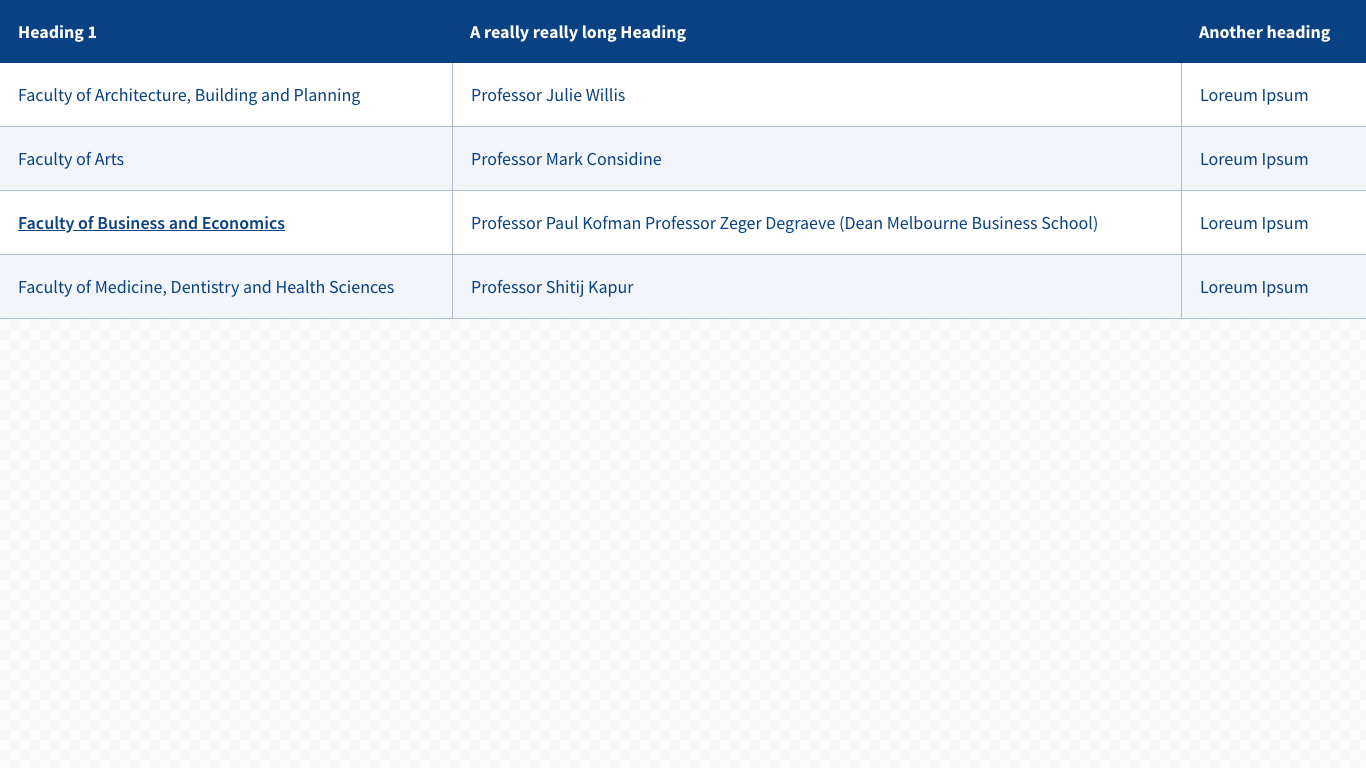 Heading 1 A really really long Heading Another heading
Faculty of Architecture, Building and Planning Professor Julie Willis Loreum Ipsum
Faculty of Arts Professor Mark Considine Loreum Ipsum
Faculty of Business and Economics Professor Paul Kofman Professor Zeger Degraeve (Dean Melbourne Business School) Loreum Ipsum
Faculty of Medicine, Dentistry and Health Sciences Professor Shitij Kapur Loreum Ipsum